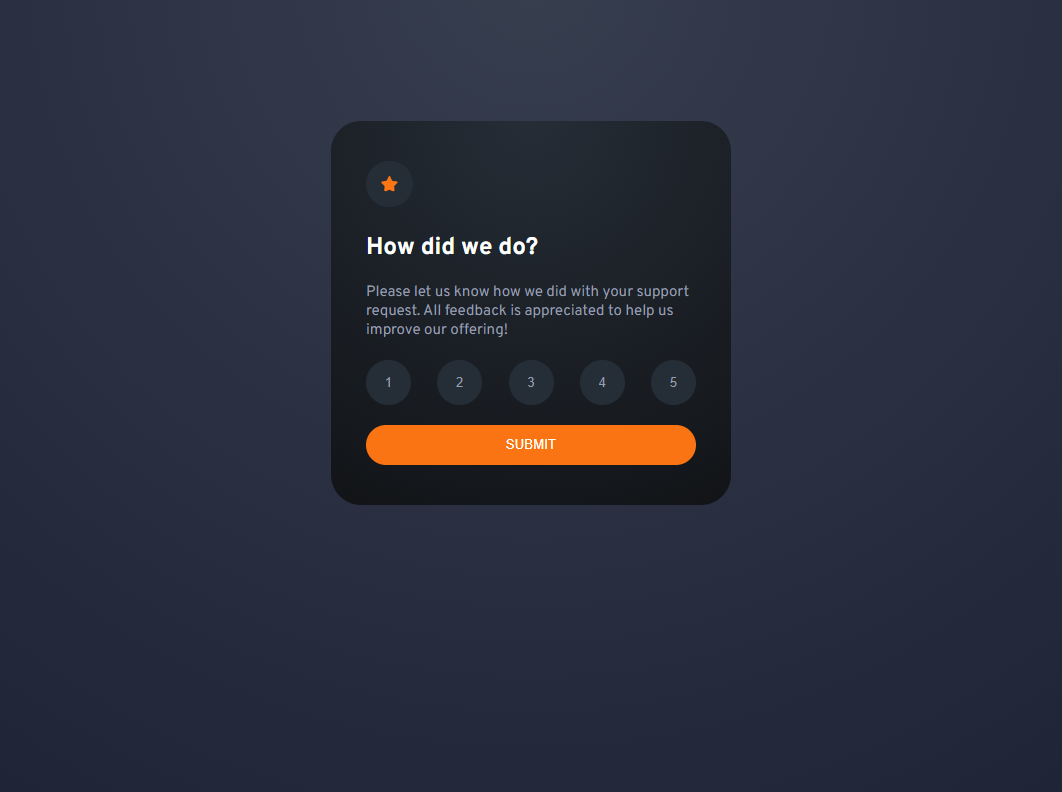 How did we do?
Please let us know how we did with your support
request. All feedback is appreciated to help us
improve our offering!
1 2 3 4 5
SUBMIT